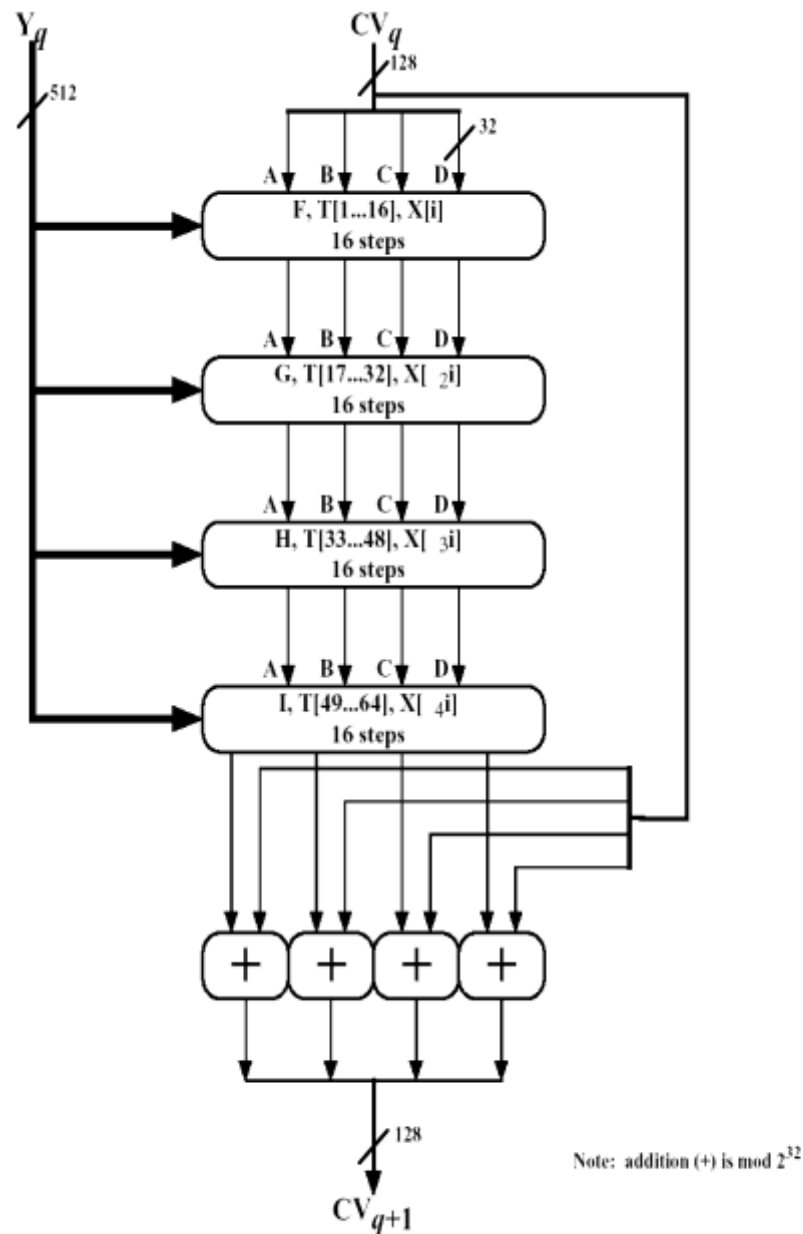 Yq CVq
128
512
32
A B C D
F, T[1...16], X[i]
16 steps
A B C D
G, T[17...32], X[ 2i]
16 steps
A B C D
H, T[33...48], X[ 3i]
16 steps
A B C D
I, T[49...64], X[ 4i]
16 steps
+ + + +
128
Note: addition (+) is mod 2^32
CVq+1